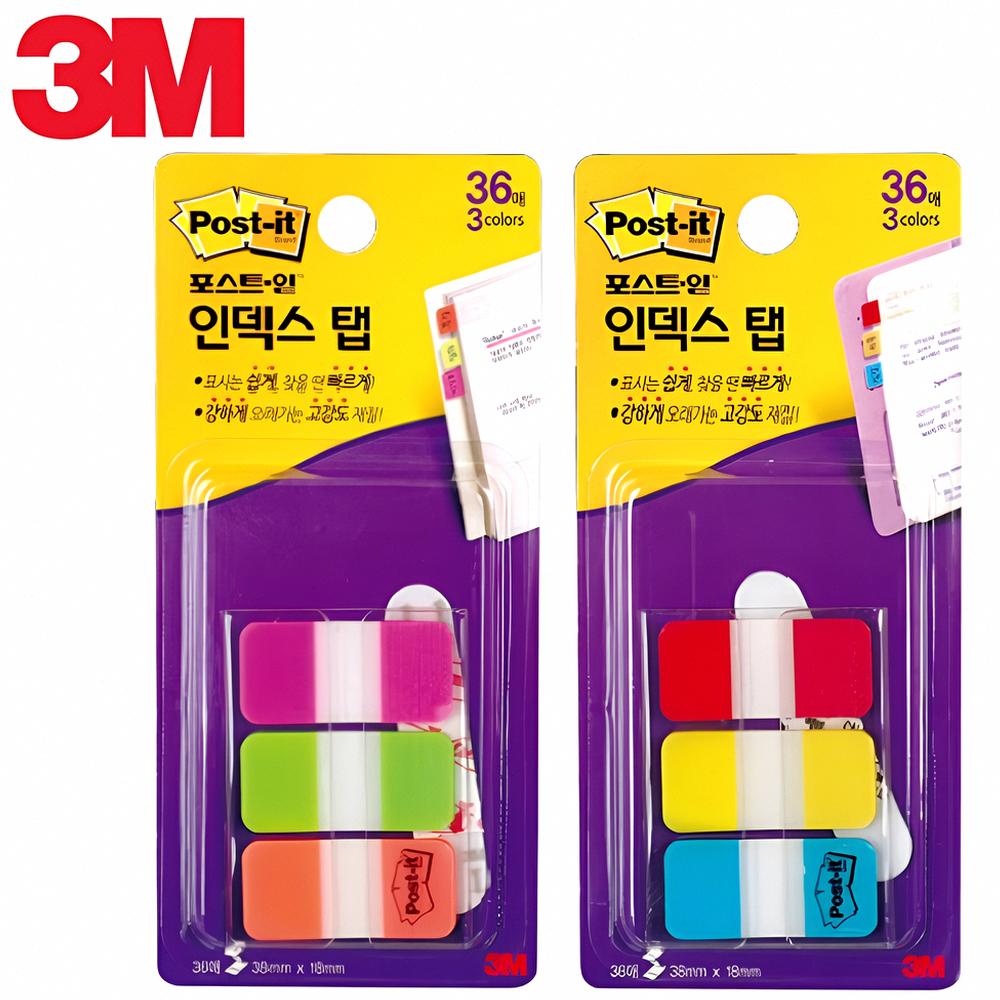 3M
Post-it
36매
3colors
포스트-잇
인덱스 탭
•표시는 쉽게 찾을 땐 빠르게!
•강하게 오래가는 고강도 재질!
Post-it
38mm x 18mm
3M
Post-it
36매
3colors
포스트-잇
인덱스 탭
•표시는 쉽게 찾을 땐 빠르게!
•강하게 오래가는 고강도 재질!
Post-it
38mm x 18mm
3M